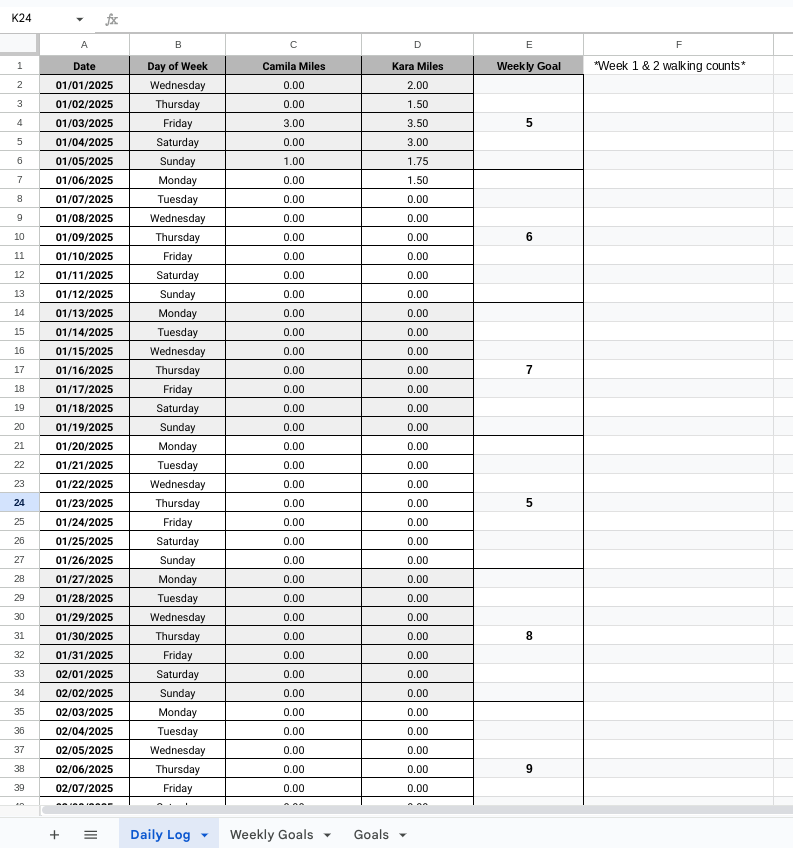 K24 fx
A B C D E F
1 Date Day of Week Camila Miles Kara Miles Weekly Goal *Week 1 & 2 walking counts*
2 01/01/2025 Wednesday 0.00 2.00
3 01/02/2025 Thursday 0.00 1.50
4 01/03/2025 Friday 3.00 3.50 5
5 01/04/2025 Saturday 0.00 3.00
6 01/05/2025 Sunday 1.00 1.75
7 01/06/2025 Monday 0.00 1.50
8 01/07/2025 Tuesday 0.00 0.00
9 01/08/2025 Wednesday 0.00 0.00
10 01/09/2025 Thursday 0.00 0.00 6
11 01/10/2025 Friday 0.00 0.00
12 01/11/2025 Saturday 0.00 0.00
13 01/12/2025 Sunday 0.00 0.00
14 01/13/2025 Monday 0.00 0.00
15 01/14/2025 Tuesday 0.00 0.00
16 01/15/2025 Wednesday 0.00 0.00
17 01/16/2025 Thursday 0.00 0.00 7
18 01/17/2025 Friday 0.00 0.00
19 01/18/2025 Saturday 0.00 0.00
20 01/19/2025 Sunday 0.00 0.00
21 01/20/2025 Monday 0.00 0.00
22 01/21/2025 Tuesday 0.00 0.00
23 01/22/2025 Wednesday 0.00 0.00
24 01/23/2025 Thursday 0.00 0.00 5
25 01/24/2025 Friday 0.00 0.00
26 01/25/2025 Saturday 0.00 0.00
27 01/26/2025 Sunday 0.00 0.00
28 01/27/2025 Monday 0.00 0.00
29 01/28/2025 Tuesday 0.00 0.00
30 01/29/2025 Wednesday 0.00 0.00
31 01/30/2025 Thursday 0.00 0.00 8
32 01/31/2025 Friday 0.00 0.00
33 02/01/2025 Saturday 0.00 0.00
34 02/02/2025 Sunday 0.00 0.00
35 02/03/2025 Monday 0.00 0.00
36 02/04/2025 Tuesday 0.00 0.00
37 02/05/2025 Wednesday 0.00 0.00
38 02/06/2025 Thursday 0.00 0.00 9
39 02/07/2025 Friday 0.00 0.00
Daily Log Weekly Goals Goals